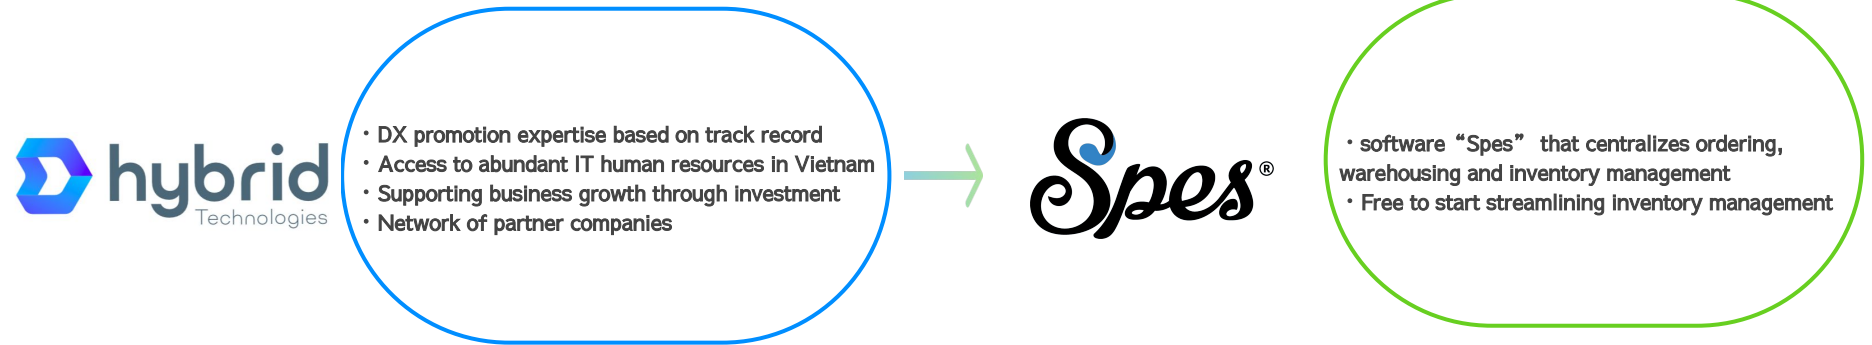 hybrid
Technologies
・DX promotion expertise based on track record
・Access to abundant IT human resources in Vietnam
・Supporting business growth through investment
・Network of partner companies
Spes®
・software “Spes” that centralizes ordering,
warehousing and inventory management
・Free to start streamlining inventory management